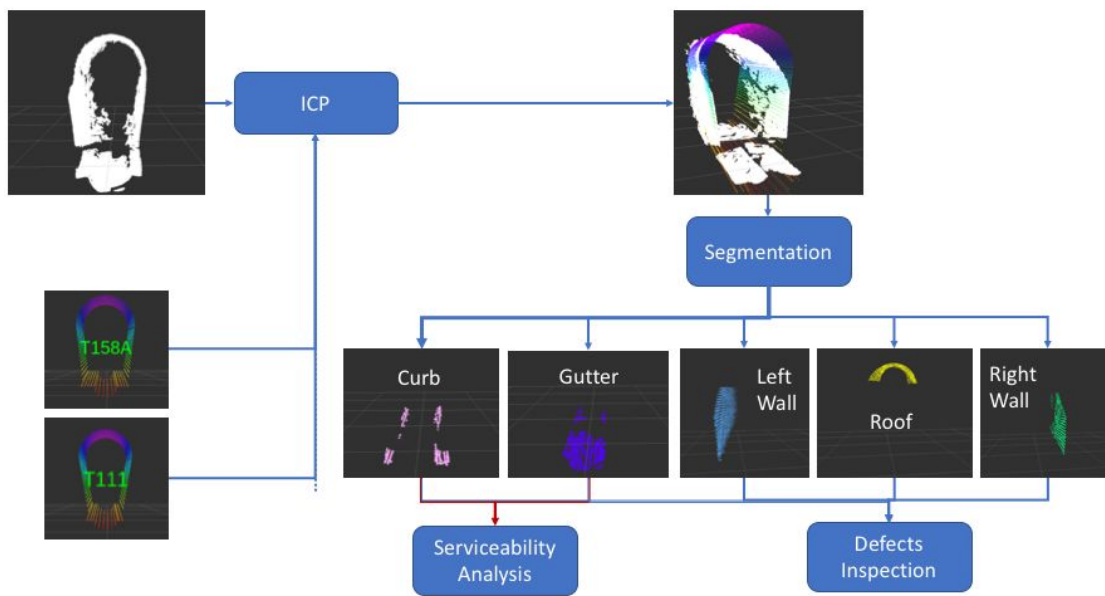 ICP
Segmentation
T158A
T111
Curb
Gutter
Left
Wall
Roof
Right
Wall
Serviceability
Analysis
Defects
Inspection